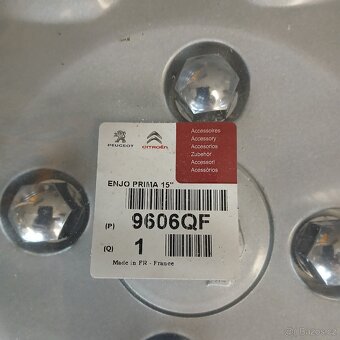 PEUGEOT
CITROËN
Accessoires
Accessory
Accesorios
Zubehör
Accessori
Acessórios
ENJO PRIMA 15"
(P) 9606QF
(Q) 1
Made in FR - France